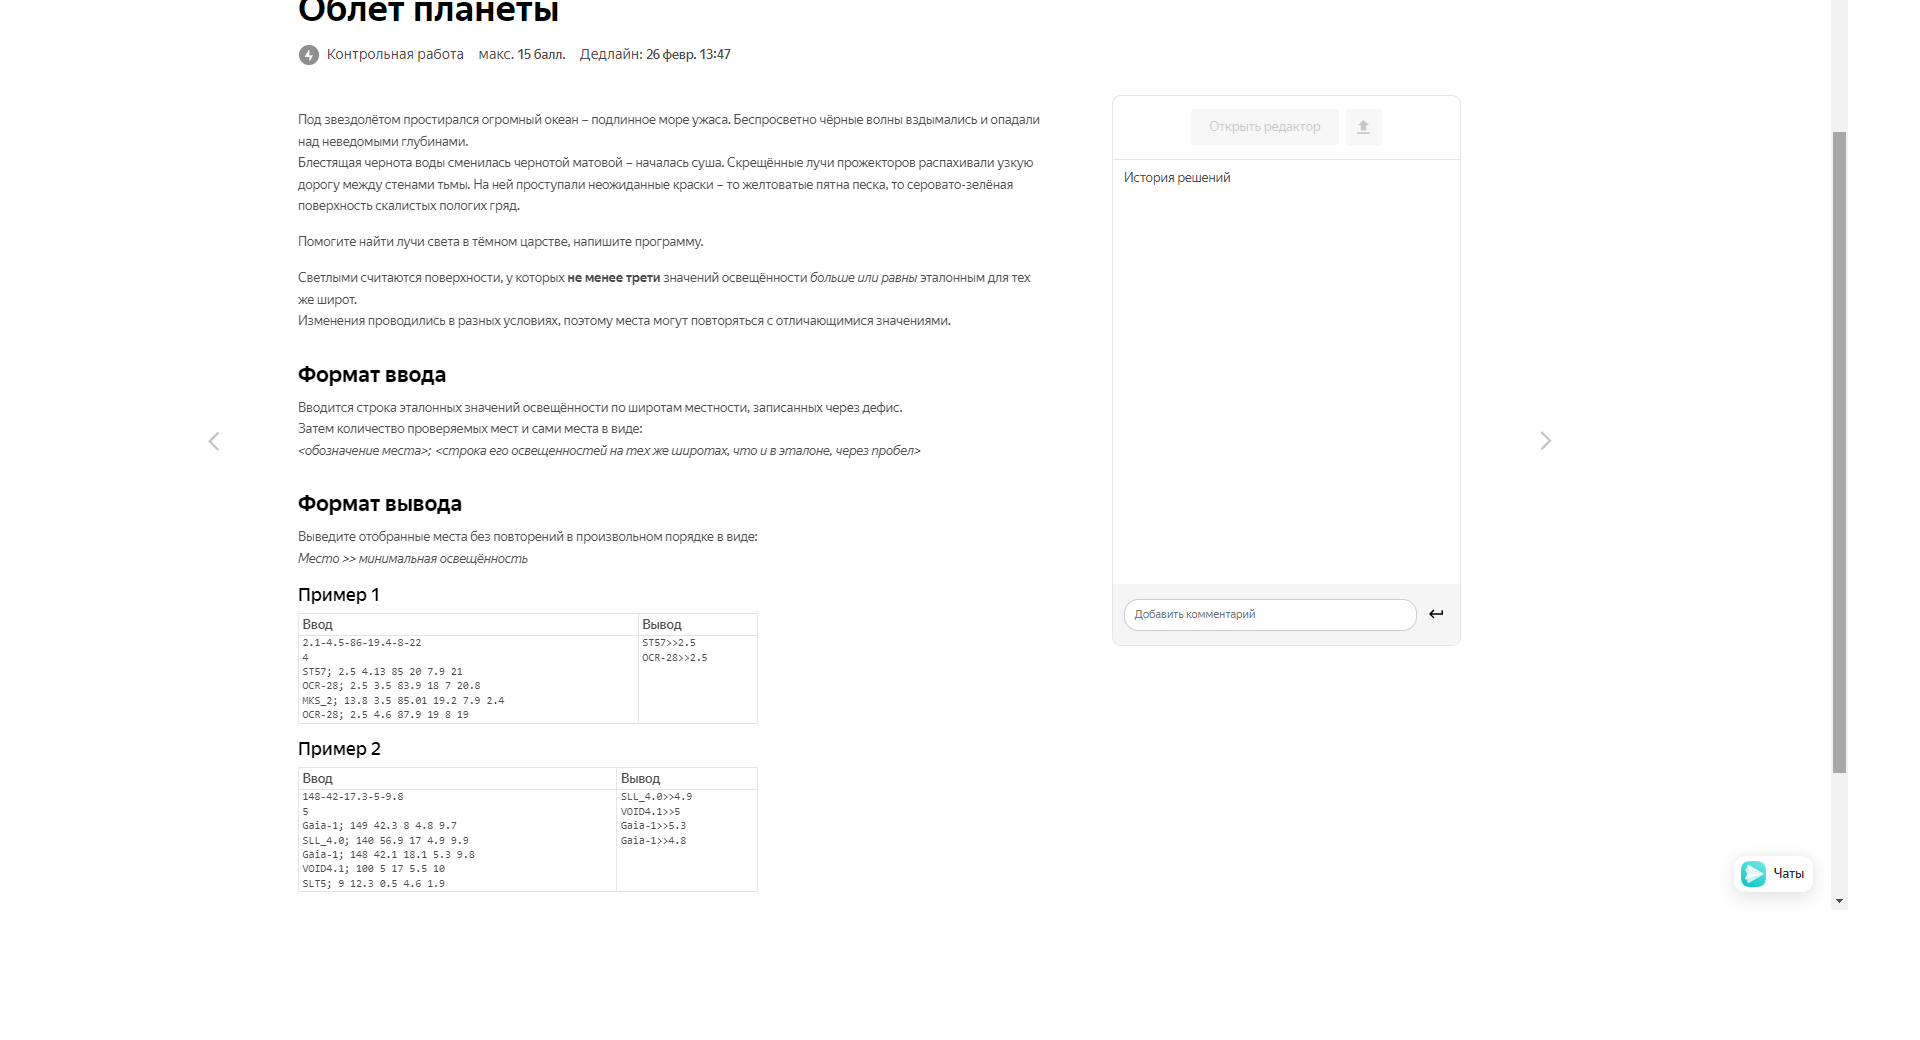 Облет планеты
Контрольная работа макс. 15 балл. Дедлайн: 26 февр. 13:47
Под звездолётом простирался огромный океан – подлинное море ужаса. Беспросветно чёрные волны вздымались и опадали
над неведомыми глубинами.
Блестящая чернота воды сменилась чернотой матовой – началась суша. Скрещённые лучи прожекторов распахивали узкую
дорогу между стенами тьмы. На ней проступали неожиданные краски – то желтоватые пятна песка, то серовато-зелёная
поверхность скалистых пологих гряд.
Помогите найти лучи света в тёмном царстве, напишите программу.
Светлыми считаются поверхности, у которых не менее трети значений освещённости больше или равны эталонным для тех
же широт.
Изменения проводились в разных условиях, поэтому места могут повторяться с отличающимися значениями.
Формат ввода
Вводится строка эталонных значений освещённости по широтам местности, записанных через дефис.
Затем количество проверяемых мест и сами места в виде:
<обозначение места>; <строка его освещенностей на тех же широтах, что и в эталоне, через пробел>
Формат вывода
Выведите отобранные места без повторений в произвольном порядке в виде:
Место >> минимальная освещённость
Пример 1
Ввод Вывод
2.1-4.5-86-19.4-8-22 ST57>>2.5
4 OCR-28>>2.5
ST57; 2.5 4.13 85 20 7.9 21
OCR-28; 2.5 3.5 83.9 18 7 20.8
MKS_2; 13.8 3.5 85.01 19.2 7.9 2.4
OCR-28; 2.5 4.6 87.9 19 8 19
Пример 2
Ввод Вывод
148-42-17.3-5-9.8 SLL_4.0>>4.9
5 VOID4.1>>5
Gaia-1; 149 42.3 8 4.8 9.7 Gaia-1>>5.3
SLL_4.0; 140 56.9 17 4.9 9.9 Gaia-1>>4.8
Gaia-1; 148 42.1 18.1 5.3 9.8
VOID4.1; 100 5 17 5.5 10
SLT5; 9 12.3 0.5 4.6 1.9
Открыть редактор
История решений
Добавить комментарий
Чаты